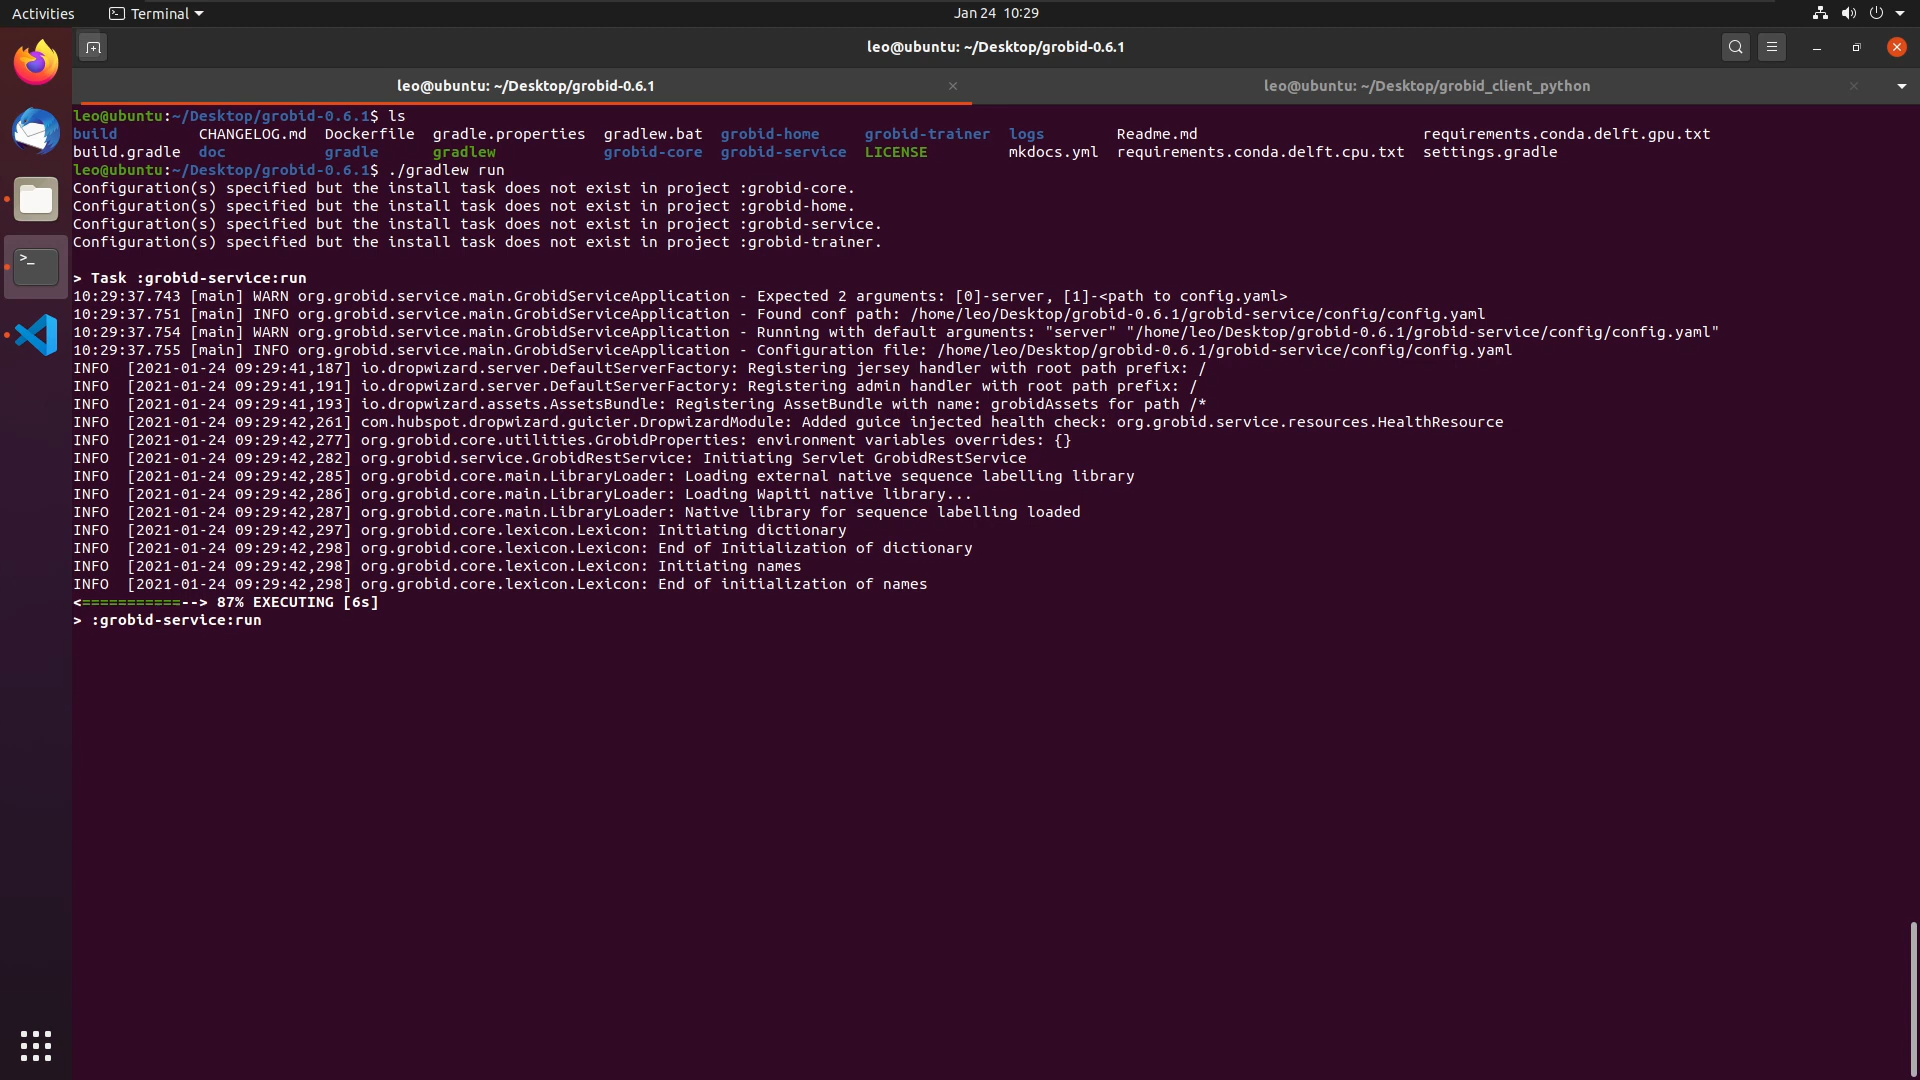 Activities Terminal Jan 24 10:29
leo@ubuntu: ~/Desktop/grobid-0.6.1
leo@ubuntu: ~/Desktop/grobid-0.6.1 leo@ubuntu: ~/Desktop/grobid_client_python
leo@ubuntu:~/Desktop/grobid-0.6.1$ ls
build CHANGELOG.md Dockerfile gradle.properties gradlew.bat grobid-home grobid-trainer logs Readme.md requirements.conda.delft.gpu.txt
build.gradle doc gradle gradlew grobid-core grobid-service LICENSE mkdocs.yml requirements.conda.delft.cpu.txt settings.gradle
leo@ubuntu:~/Desktop/grobid-0.6.1$ ./gradlew run
Configuration(s) specified but the install task does not exist in project :grobid-core.
Configuration(s) specified but the install task does not exist in project :grobid-home.
Configuration(s) specified but the install task does not exist in project :grobid-service.
Configuration(s) specified but the install task does not exist in project :grobid-trainer.
> Task :grobid-service:run
10:29:37.743 [main] WARN org.grobid.service.main.GrobidServiceApplication - Expected 2 arguments: [0]-server, [1]-<path to config.yaml>
10:29:37.751 [main] INFO org.grobid.service.main.GrobidServiceApplication - Found conf path: /home/leo/Desktop/grobid-0.6.1/grobid-service/config/config.yaml
10:29:37.754 [main] WARN org.grobid.service.main.GrobidServiceApplication - Running with default arguments: "server" "/home/leo/Desktop/grobid-0.6.1/grobid-service/config/config.yaml"
10:29:37.755 [main] INFO org.grobid.service.main.GrobidServiceApplication - Configuration file: /home/leo/Desktop/grobid-0.6.1/grobid-service/config/config.yaml
INFO [2021-01-24 09:29:41,187] io.dropwizard.server.DefaultServerFactory: Registering jersey handler with root path prefix: /
INFO [2021-01-24 09:29:41,191] io.dropwizard.server.DefaultServerFactory: Registering admin handler with root path prefix: /
INFO [2021-01-24 09:29:41,193] io.dropwizard.assets.AssetsBundle: Registering AssetBundle with name: grobidAssets for path /*
INFO [2021-01-24 09:29:42,261] com.hubspot.dropwizard.guicier.DropwizardModule: Added guice injected health check: org.grobid.service.resources.HealthResource
INFO [2021-01-24 09:29:42,277] org.grobid.core.utilities.GrobidProperties: environment variables overrides: {}
INFO [2021-01-24 09:29:42,282] org.grobid.service.GrobidRestService: Initiating Servlet GrobidRestService
INFO [2021-01-24 09:29:42,285] org.grobid.core.main.LibraryLoader: Loading external native sequence labelling library
INFO [2021-01-24 09:29:42,286] org.grobid.core.main.LibraryLoader: Loading Wapiti native library...
INFO [2021-01-24 09:29:42,287] org.grobid.core.main.LibraryLoader: Native library for sequence labelling loaded
INFO [2021-01-24 09:29:42,297] org.grobid.core.lexicon.Lexicon: Initiating dictionary
INFO [2021-01-24 09:29:42,298] org.grobid.core.lexicon.Lexicon: End of Initialization of dictionary
INFO [2021-01-24 09:29:42,298] org.grobid.core.lexicon.Lexicon: Initiating names
INFO [2021-01-24 09:29:42,298] org.grobid.core.lexicon.Lexicon: End of initialization of names
<===========--> 87% EXECUTING [6s]
> :grobid-service:run